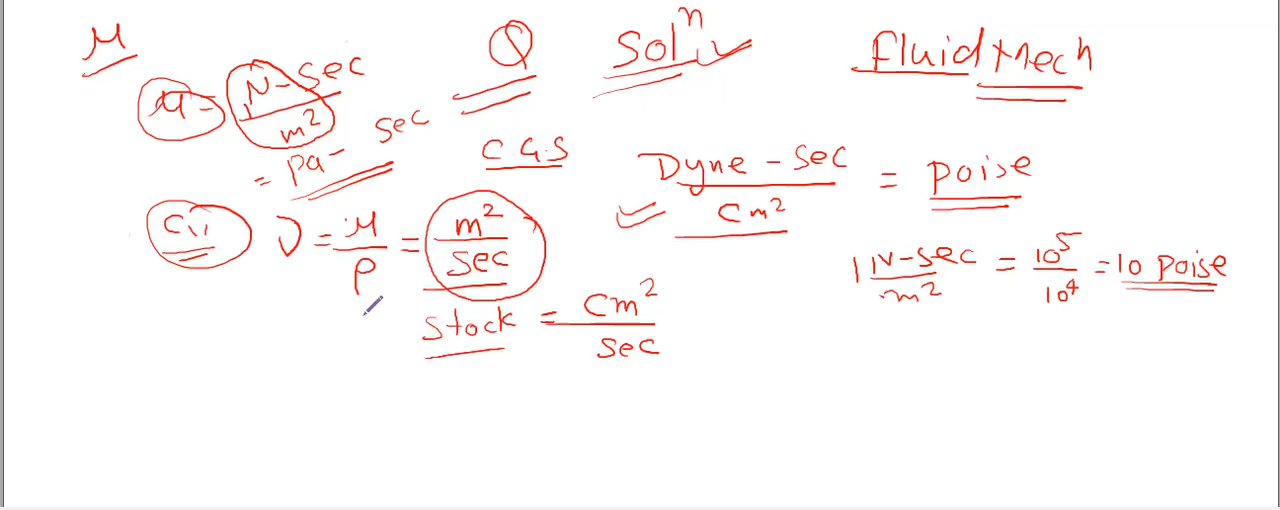 μ Q Solⁿ Fluid Mech
μ = N-sec/m² CGS Dyne-sec/cm² = poise
= Pa-sec
(ii) ν = μ/ρ = m²/sec 1 N-sec/m² = 10⁵/10⁴ = 10 Poise
Stock = cm²/sec